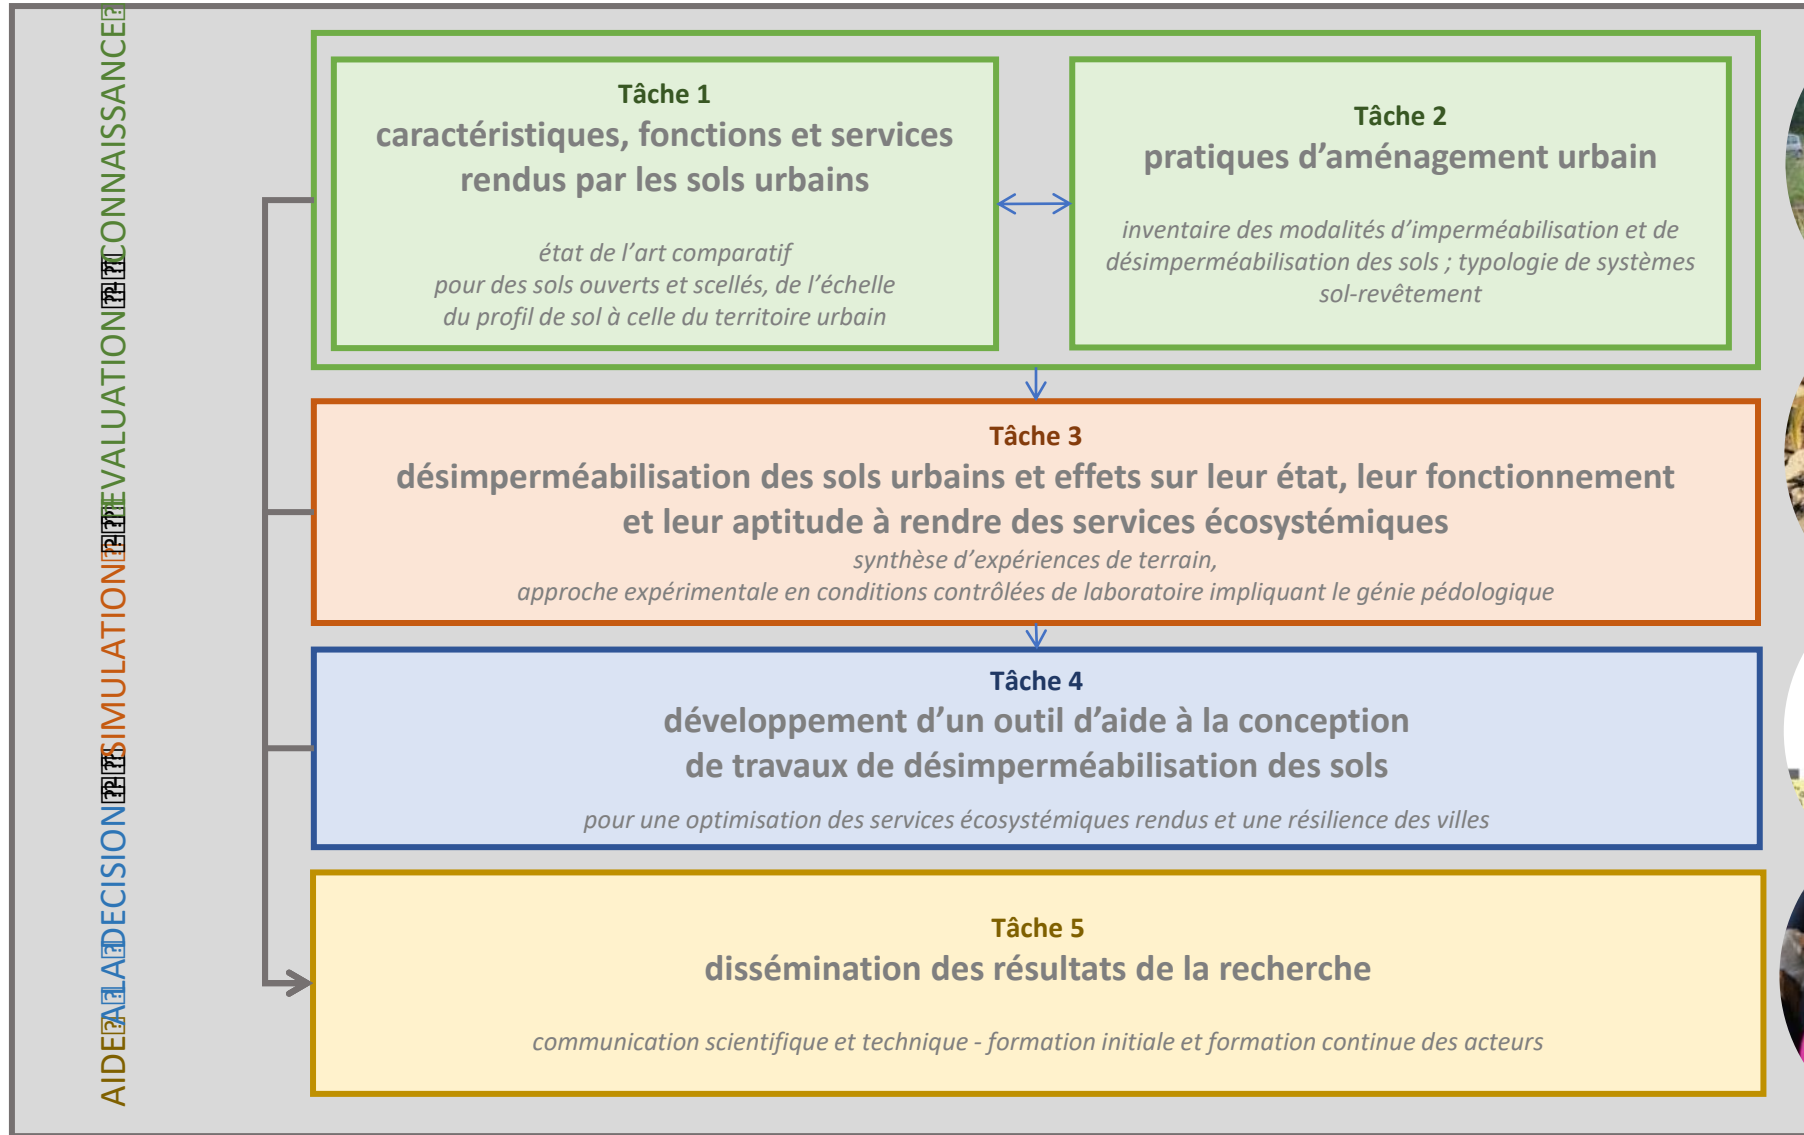 AIDE A LA DECISION SIMULATION EVALUATION CONNAISSANCE
Tâche 1
caractéristiques, fonctions et services
rendus par les sols urbains
état de l’art comparatif
pour des sols ouverts et scellés, de l’échelle
du profil de sol à celle du territoire urbain
Tâche 2
pratiques d’aménagement urbain
inventaire des modalités d’imperméabilisation et de
désimperméabilisation des sols ; typologie de systèmes
sol-revêtement
Tâche 3
désimperméabilisation des sols urbains et effets sur leur état, leur fonctionnement
et leur aptitude à rendre des services écosystémiques
synthèse d’expériences de terrain,
approche expérimentale en conditions contrôlées de laboratoire impliquant le génie pédologique
Tâche 4
développement d’un outil d’aide à la conception
de travaux de désimperméabilisation des sols
pour une optimisation des services écosystémiques rendus et une résilience des villes
Tâche 5
dissémination des résultats de la recherche
communication scientifique et technique - formation initiale et formation continue des acteurs